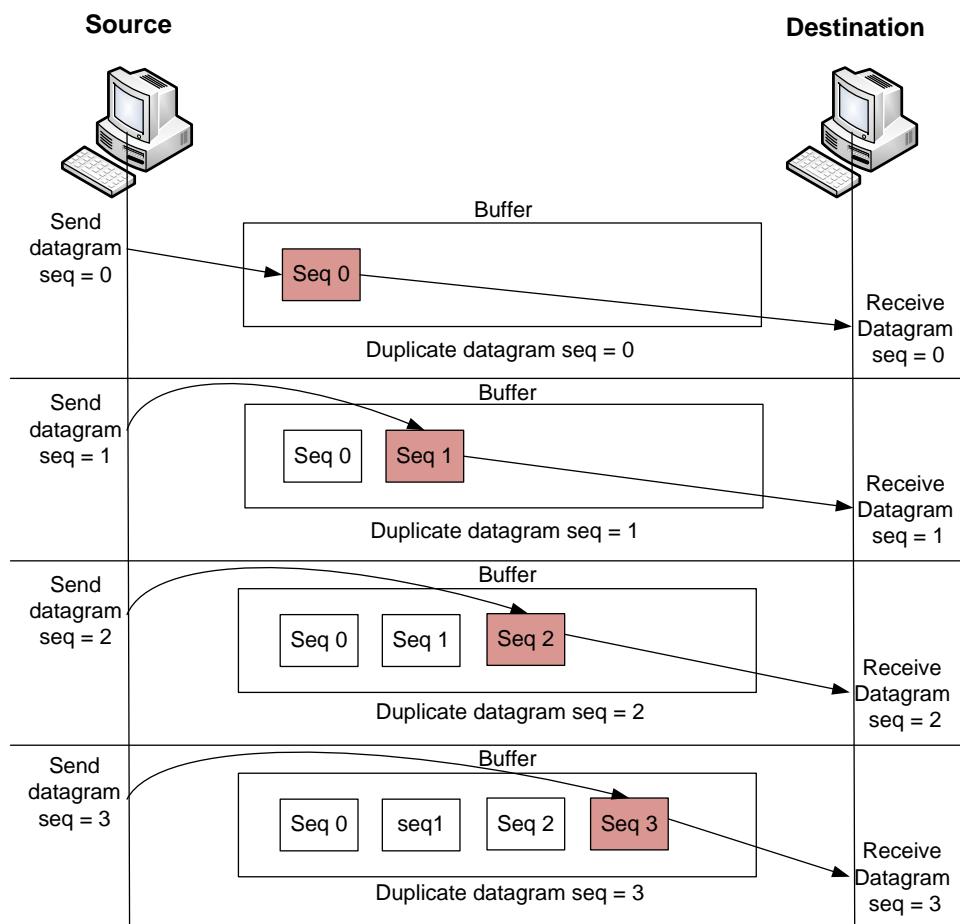 Source
Destination
Send
datagram
seq = 0
Buffer
Seq 0
Receive
Datagram
seq = 0
Duplicate datagram seq = 0
Send
datagram
seq = 1
Buffer
Seq 0
Seq 1
Receive
Datagram
seq = 1
Duplicate datagram seq = 1
Send
datagram
seq = 2
Buffer
Seq 0
Seq 1
Seq 2
Receive
Datagram
seq = 2
Duplicate datagram seq = 2
Send
datagram
seq = 3
Buffer
Seq 0
seq1
Seq 2
Seq 3
Receive
Datagram
seq = 3
Duplicate datagram seq = 3